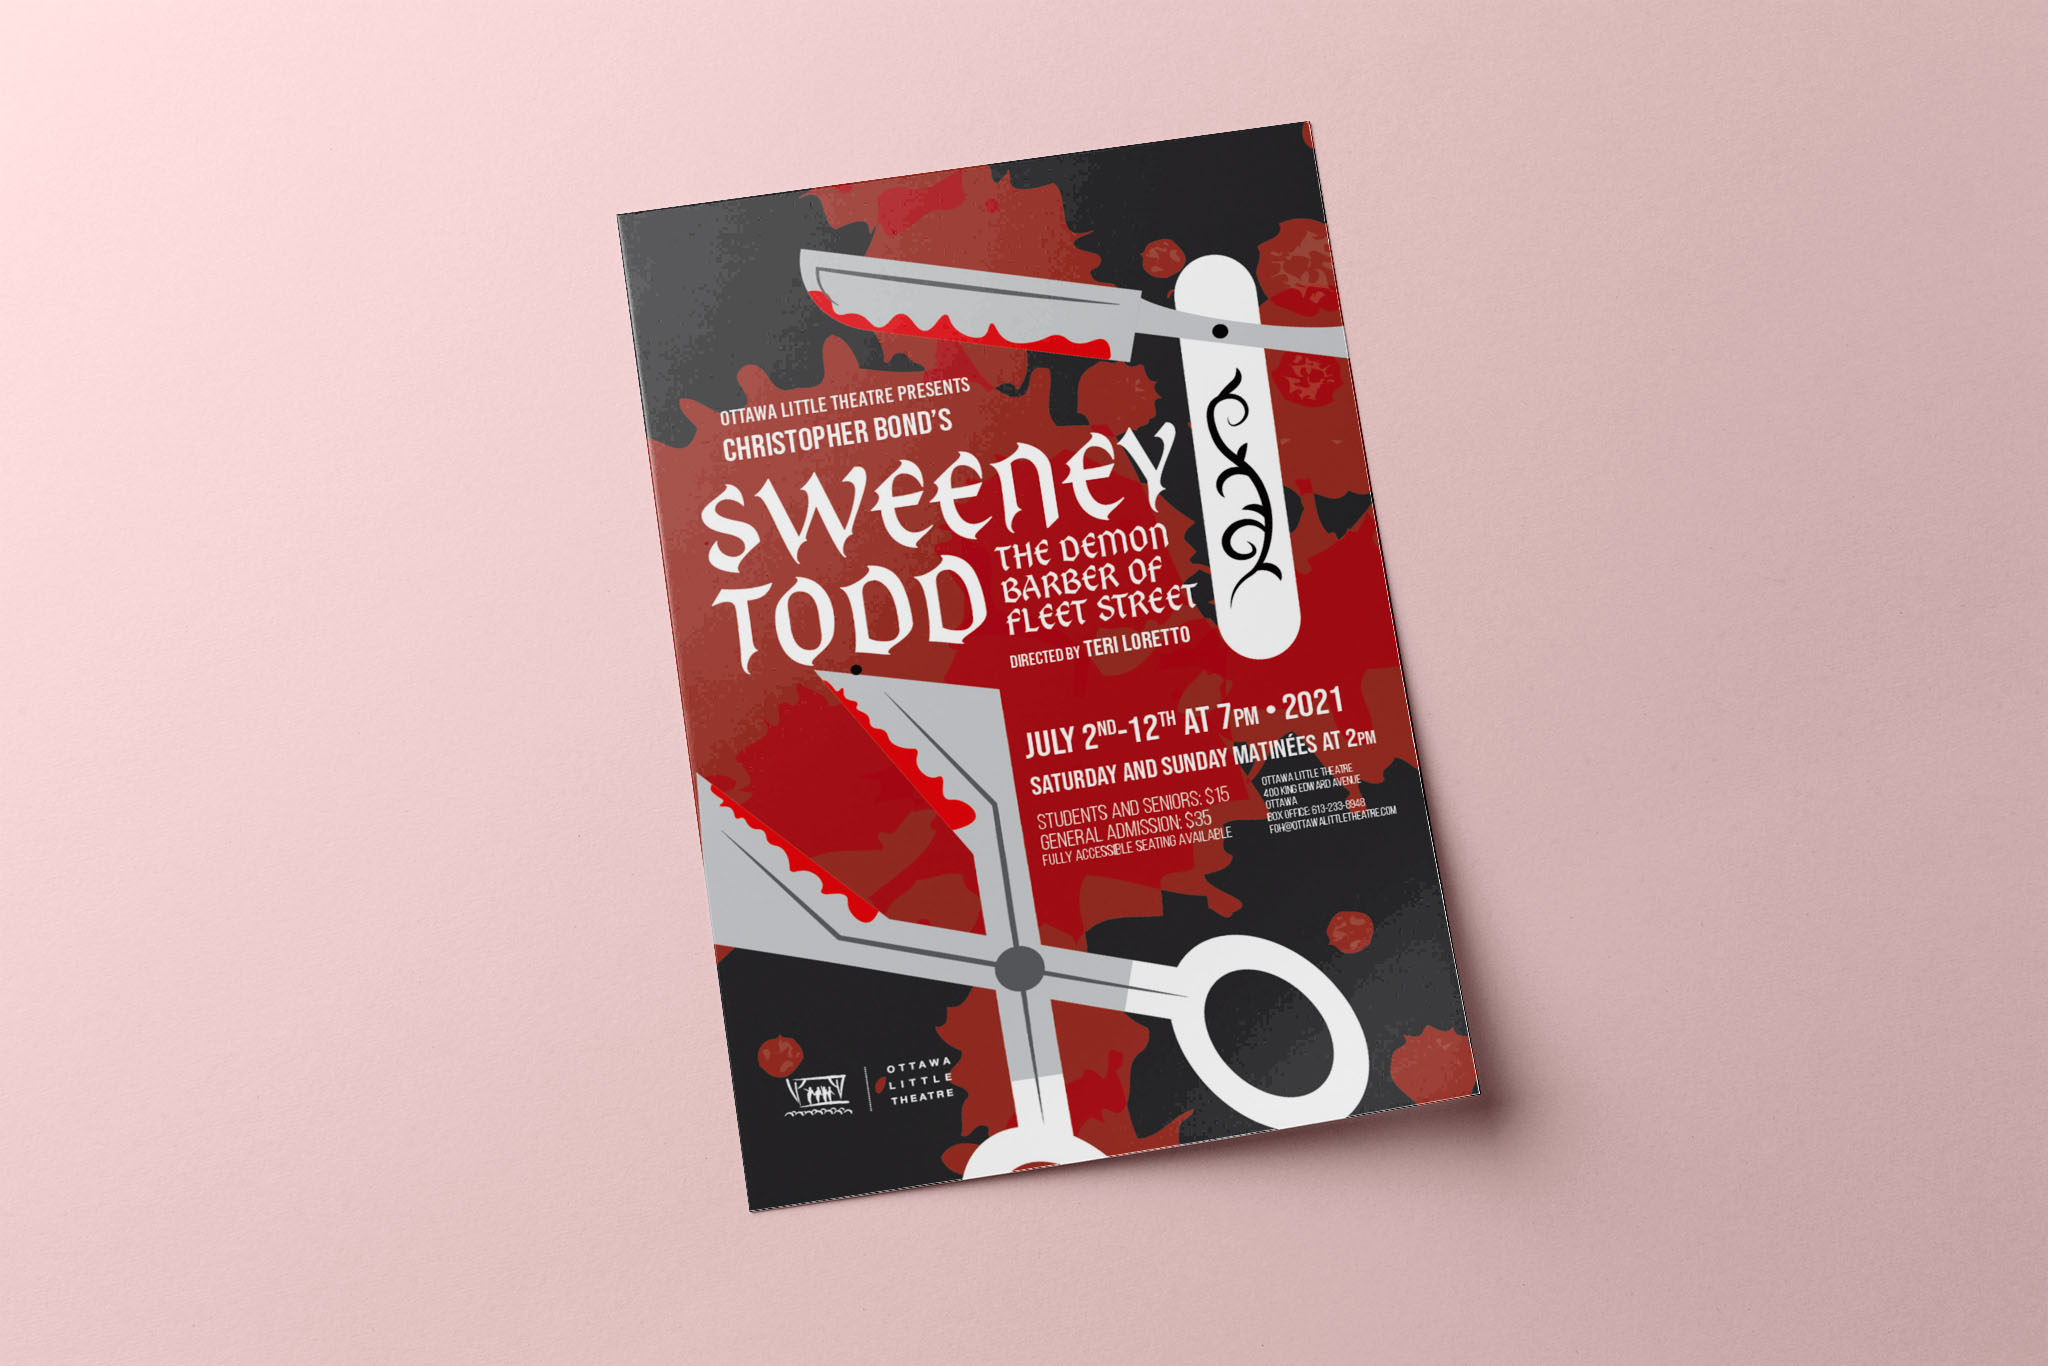 OTTAWA LITTLE THEATRE PRESENTS
CHRISTOPHER BOND'S
SWEENEY
TODD
THE DEMON
BARBER OF
FLEET STREET
DIRECTED BY TERI LORETTO
JULY 2ND-12TH AT 7PM • 2021
SATURDAY AND SUNDAY MATINÉES AT 2PM
STUDENTS AND SENIORS: $15
GENERAL ADMISSION: $35
FULLY ACCESSIBLE SEATING AVAILABLE
OTTAWA LITTLE THEATRE
400 KING EDWARD AVENUE
OTTAWA
BOX OFFICE: 613-233-8948
FOH@OTTAWALITTLETHEATRE.COM
OTTAWA
LITTLE
THEATRE